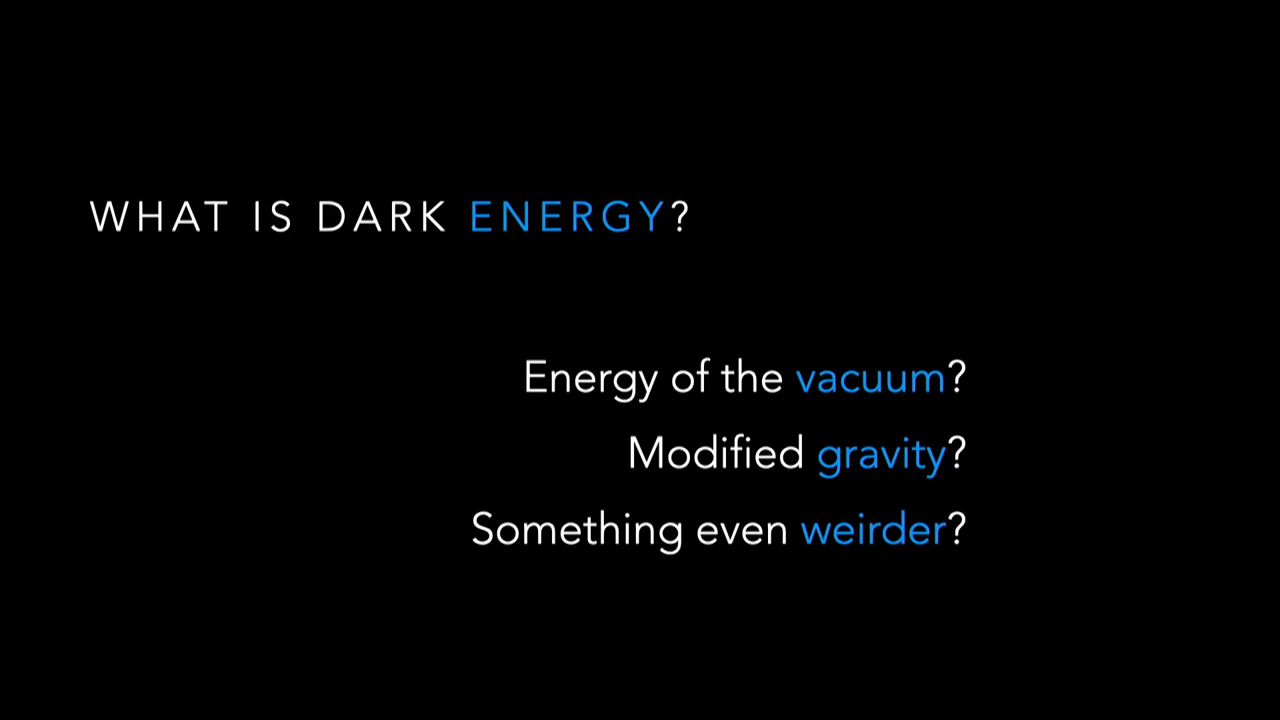 WHAT IS DARK ENERGY?
Energy of the vacuum?
Modified gravity?
Something even weirder?